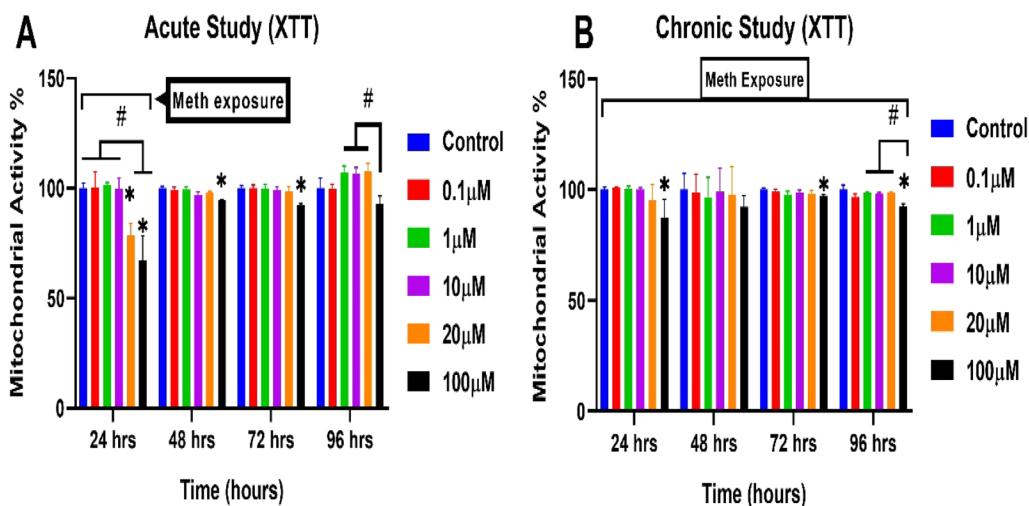 A
Acute Study (XTT)
Mitochondrial Activity %
150
100
50
0
Meth exposure
#
*
*
*
*
#
24 hrs
48 hrs
72 hrs
96 hrs
Time (hours)
Control
0.1μM
1μM
10μM
20μM
100μM
B
Chronic Study (XTT)
Mitochondrial Activity %
150
100
50
0
Meth Exposure
*
*
#
*
24 hrs
48 hrs
72 hrs
96 hrs
Time (hours)
Control
0.1μM
1μM
10μM
20μM
100μM